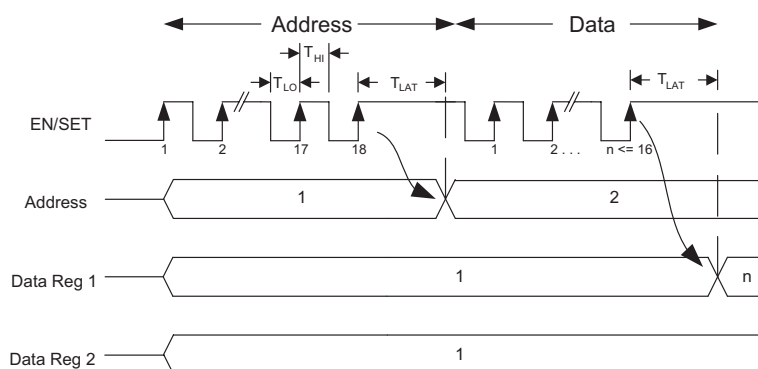 Address Data
T_HI
T_LO T_LAT T_LAT
EN/SET
1 2 17 18 1 2 . . . n <= 16
Address 1 2
Data Reg 1 1 n
Data Reg 2 1